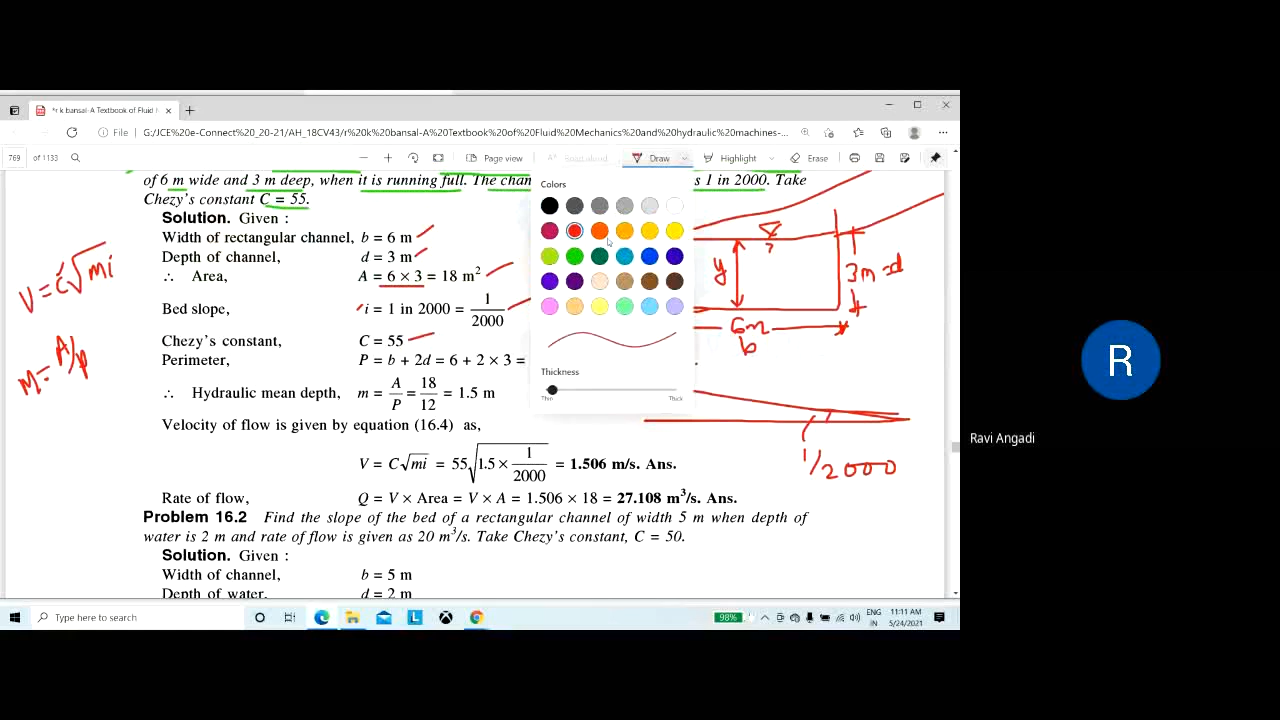 *r k bansal-A Textbook of Fluid
File G:/JCE%20e-Connect%20_20-21/AH_18CV43/r%20k%20bansal-A%20Textbook%20of%20Fluid%20Mechanics%20and%20hydraulic%20machines-...
769 of 1133 Page view Read aloud Draw Highlight Erase
of 6 m wide and 3 m deep, when it is running full. The chan s 1 in 2000. Take
Chezy's constant C = 55.
Solution. Given :
Width of rectangular channel, b = 6 m
Depth of channel, d = 3 m
∴ Area, A = 6 × 3 = 18 m²
Bed slope, i = 1 in 2000 = 1/2000
Chezy's constant, C = 55
Perimeter, P = b + 2d = 6 + 2 × 3 =
∴ Hydraulic mean depth, m = A/P = 18/12 = 1.5 m
Velocity of flow is given by equation (16.4) as,
V = C√mi = 55√1.5 × 1/2000 = 1.506 m/s. Ans.
Rate of flow, Q = V × Area = V × A = 1.506 × 18 = 27.108 m³/s. Ans.
Problem 16.2 Find the slope of the bed of a rectangular channel of width 5 m when depth of
water is 2 m and rate of flow is given as 20 m³/s. Take Chezy's constant, C = 50.
Solution. Given :
Width of channel, b = 5 m
Depth of water, d = 2 m
V = C√mi
m = A/P
Colors
Thickness
Thin Thick
y
3m = d
6m
b
1/2000
Type here to search
98%
ENG
IN
11:11 AM
5/24/2021
R
Ravi Angadi